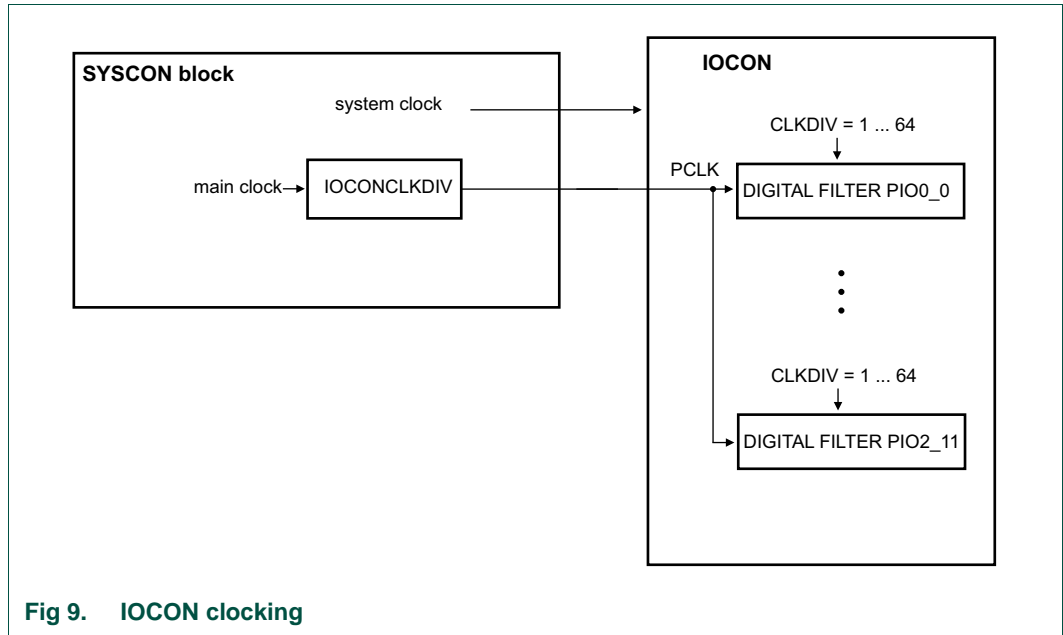 SYSCON block
system clock
main clock
IOCONCLKDIV
IOCON
CLKDIV = 1 ... 64
PCLK
DIGITAL FILTER PIO0_0
CLKDIV = 1 ... 64
DIGITAL FILTER PIO2_11
Fig 9. IOCON clocking